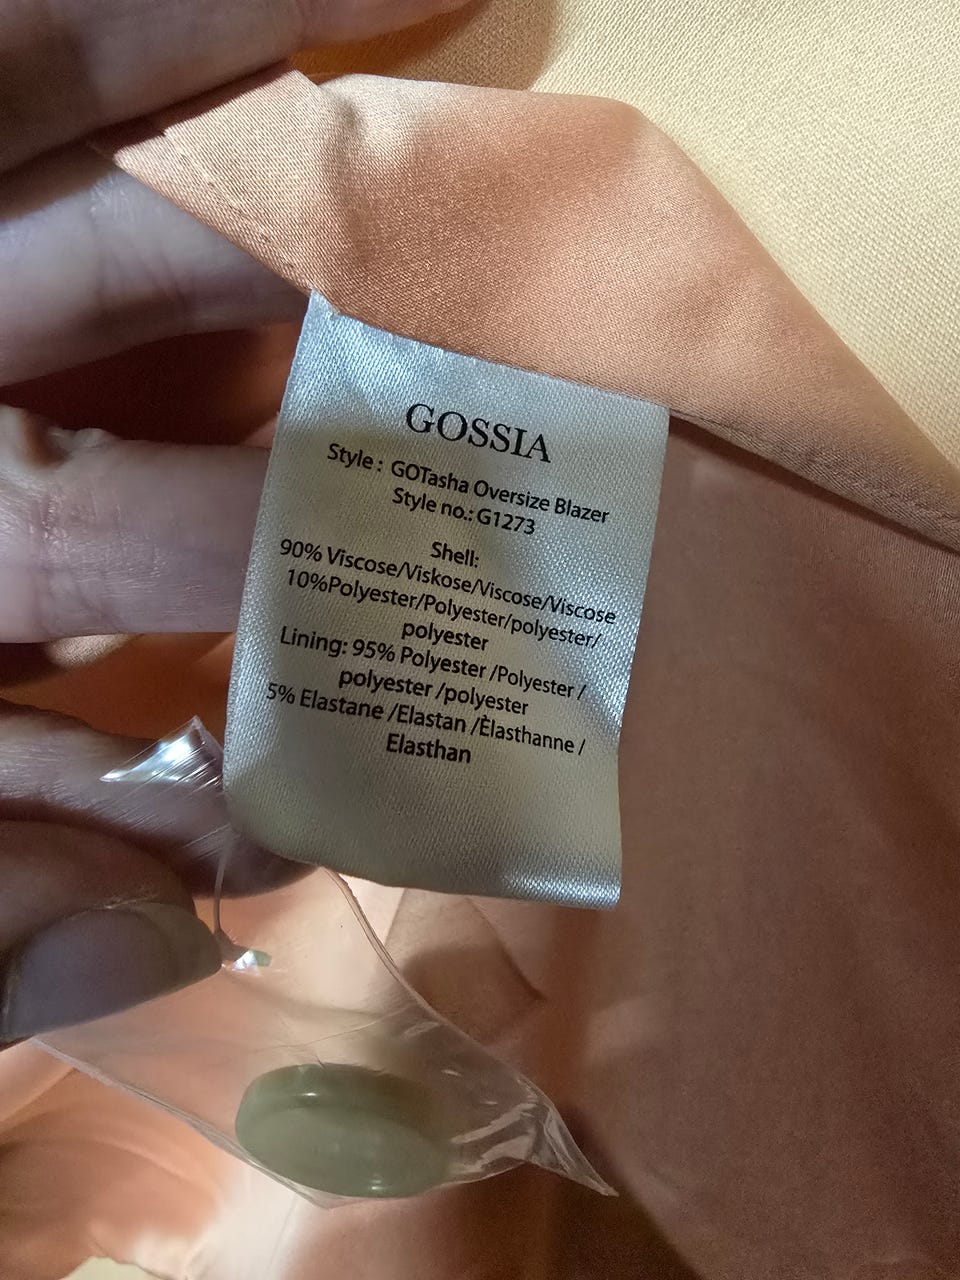 GOSSIA
Style : GOTasha Oversize Blazer
Style no.: G1273
Shell:
90% Viscose/Viskose/Viscose/Viscose
10%Polyester/Polyester/polyester/
polyester
Lining: 95% Polyester /Polyester /
polyester /polyester
5% Elastane /Elastan /Èlasthanne /
Elasthan